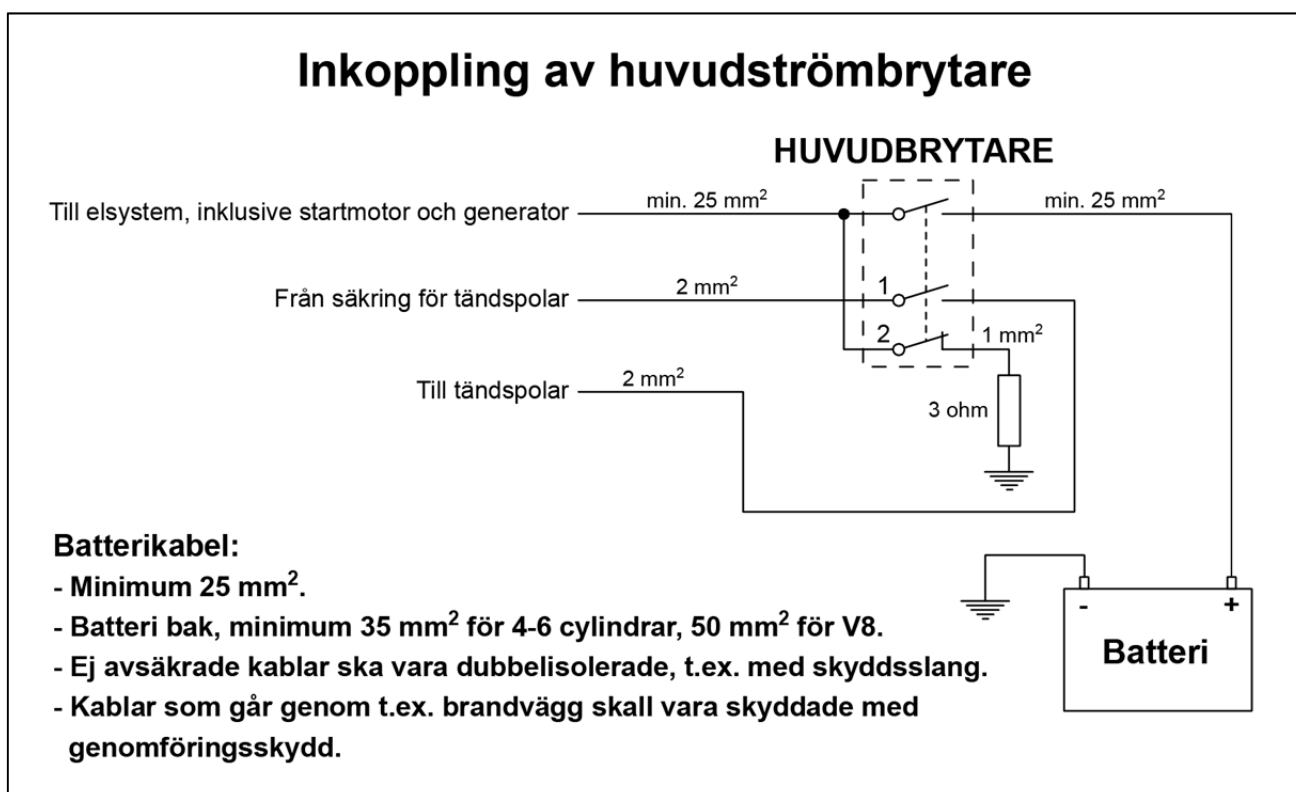 Inkoppling av huvudströmbrytare
HUVUDBRYTARE
Till elsystem, inklusive startmotor och generator
min. 25 mm²
min. 25 mm²
Från säkring för tändspolar
2 mm²
1
2
1 mm²
Till tändspolar
2 mm²
3 ohm
Batterikabel:
- Minimum 25 mm².
- Batteri bak, minimum 35 mm² för 4-6 cylindrar, 50 mm² för V8.
- Ej avsäkrade kablar ska vara dubbelisolerade, t.ex. med skyddsslang.
- Kablar som går genom t.ex. brandvägg skall vara skyddade med
genomföringsskydd.
- +
Batteri